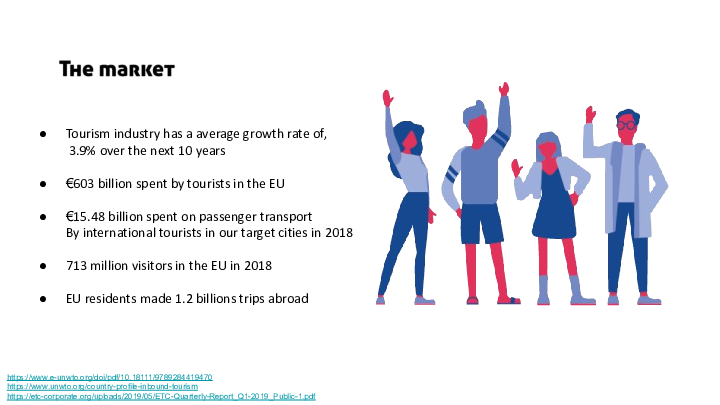 The market
● Tourism industry has a average growth rate of,
3.9% over the next 10 years
● €603 billion spent by tourists in the EU
● €15.48 billion spent on passenger transport
By international tourists in our target cities in 2018
● 713 million visitors in the EU in 2018
● EU residents made 1.2 billions trips abroad
https://www.e-unwto.org/doi/pdf/10.18111/9789284419470
https://www.unwto.org/country-profile-inbound-tourism
https://etc-corporate.org/uploads/2019/05/ETC-Quarterly-Report_Q1-2019_Public-1.pdf